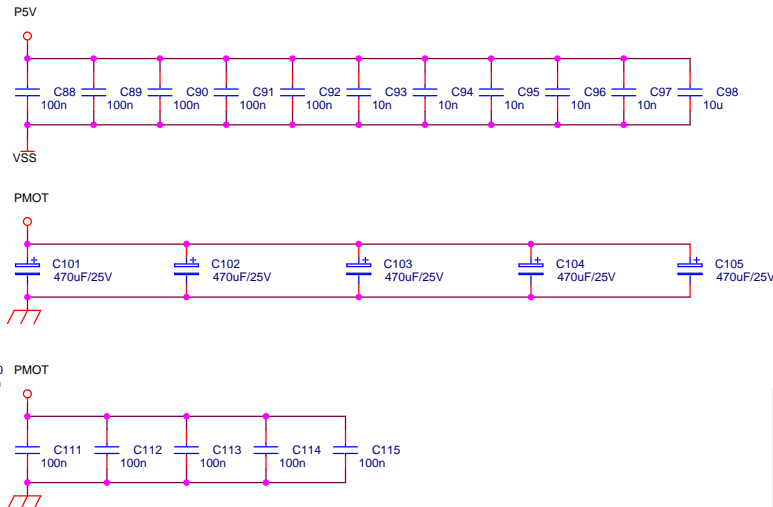 P5V
C88 C89 C90 C91 C92 C93 C94 C95 C96 C97 C98
100n 100n 100n 100n 100n 10n 10n 10n 10n 10n 10u
VSS
PMOT
C101 C102 C103 C104 C105
470uF/25V 470uF/25V 470uF/25V 470uF/25V 470uF/25V
PMOT
C111 C112 C113 C114 C115
100n 100n 100n 100n 100n